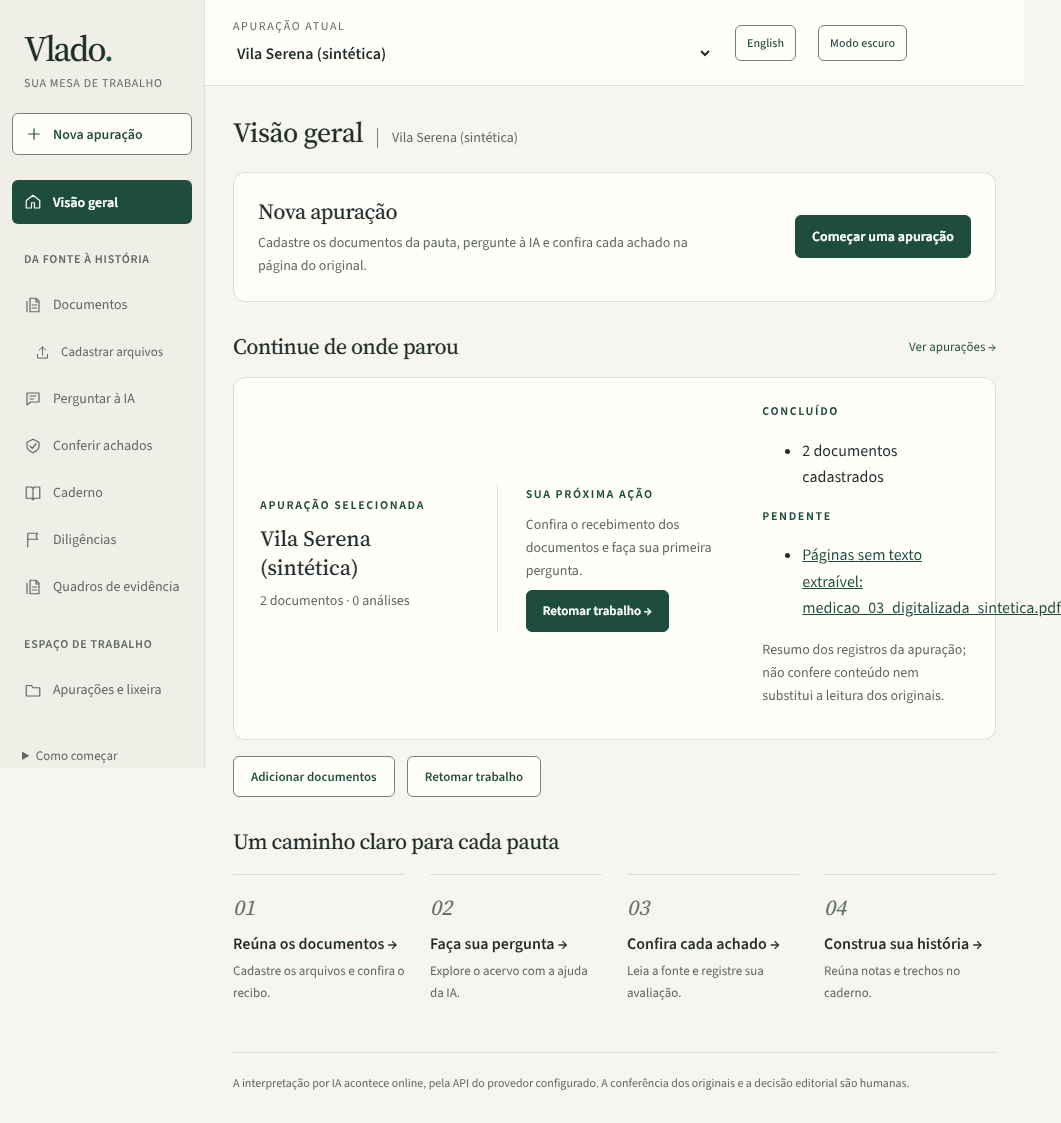 Vlado.
SUA MESA DE TRABALHO
Nova apuração
Visão geral
DA FONTE À HISTÓRIA
Documentos
Cadastrar arquivos
Perguntar à IA
Conferir achados
Caderno
Diligências
Quadros de evidência
ESPAÇO DE TRABALHO
Apurações e lixeira
Como começar
APURAÇÃO ATUAL
Vila Serena (sintética)
English
Modo escuro
Visão geral
Vila Serena (sintética)
Nova apuração
Cadastre os documentos da pauta, pergunte à IA e confira cada achado na
página do original.
Começar uma apuração
Continue de onde parou
Ver apurações →
APURAÇÃO SELECIONADA
Vila Serena
(sintética)
2 documentos · 0 análises
SUA PRÓXIMA AÇÃO
Confira o recebimento dos
documentos e faça sua primeira
pergunta.
Retomar trabalho →
CONCLUÍDO
• 2 documentos
cadastrados
PENDENTE
• Páginas sem texto
extraível:
medicao_03_digitalizada_sintetica.pdf
Resumo dos registros da apuração;
não confere conteúdo nem
substitui a leitura dos originais.
Adicionar documentos
Retomar trabalho
Um caminho claro para cada pauta
01
Reúna os documentos →
Cadastre os arquivos e confira o
recibo.
02
Faça sua pergunta →
Explore o acervo com a ajuda
da IA.
03
Confira cada achado →
Leia a fonte e registre sua
avaliação.
04
Construa sua história →
Reúna notas e trechos no
caderno.
A interpretação por IA acontece online, pela API do provedor configurado. A conferência dos originais e a decisão editorial são humanas.